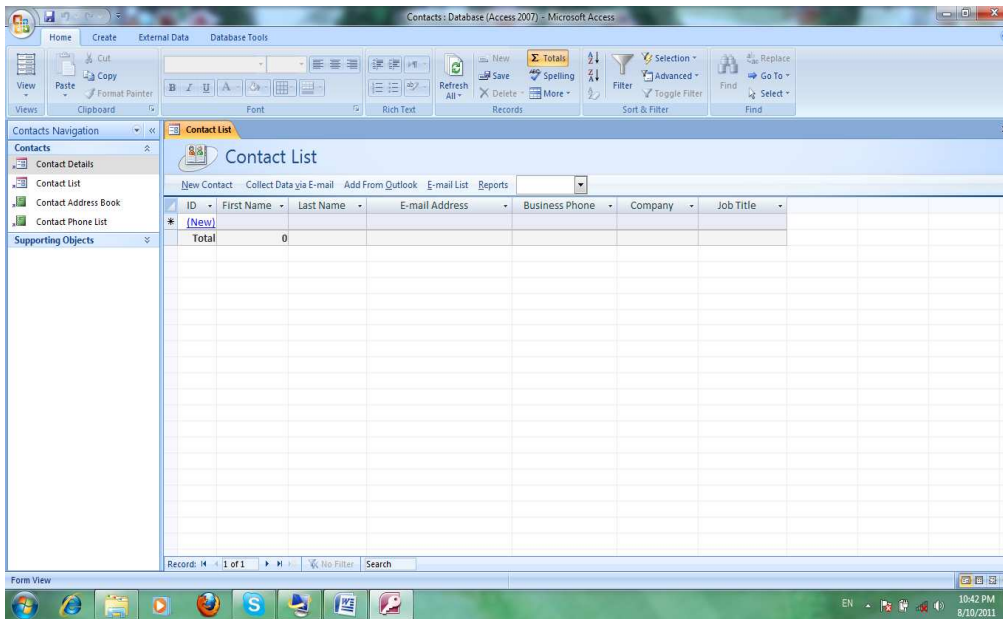 Contacts : Database (Access 2007) - Microsoft Access
Home Create External Data Database Tools
View
Views
Paste
Cut
Copy
Format Painter
Clipboard
B I U A
Font
Rich Text
Refresh All
New
Save
Delete
Σ Totals
Spelling
More
Records
Filter
Selection
Advanced
Toggle Filter
Sort & Filter
Find
Replace
Go To
Select
Find
Contacts Navigation
Contacts
Contact Details
Contact List
Contact Address Book
Contact Phone List
Supporting Objects
Contact List
Contact List
New Contact Collect Data via E-mail Add From Outlook E-mail List Reports
ID First Name Last Name E-mail Address Business Phone Company Job Title
* (New)
Total 0
Record: 1 of 1 No Filter Search
Form View
EN
10:42 PM
8/10/2011